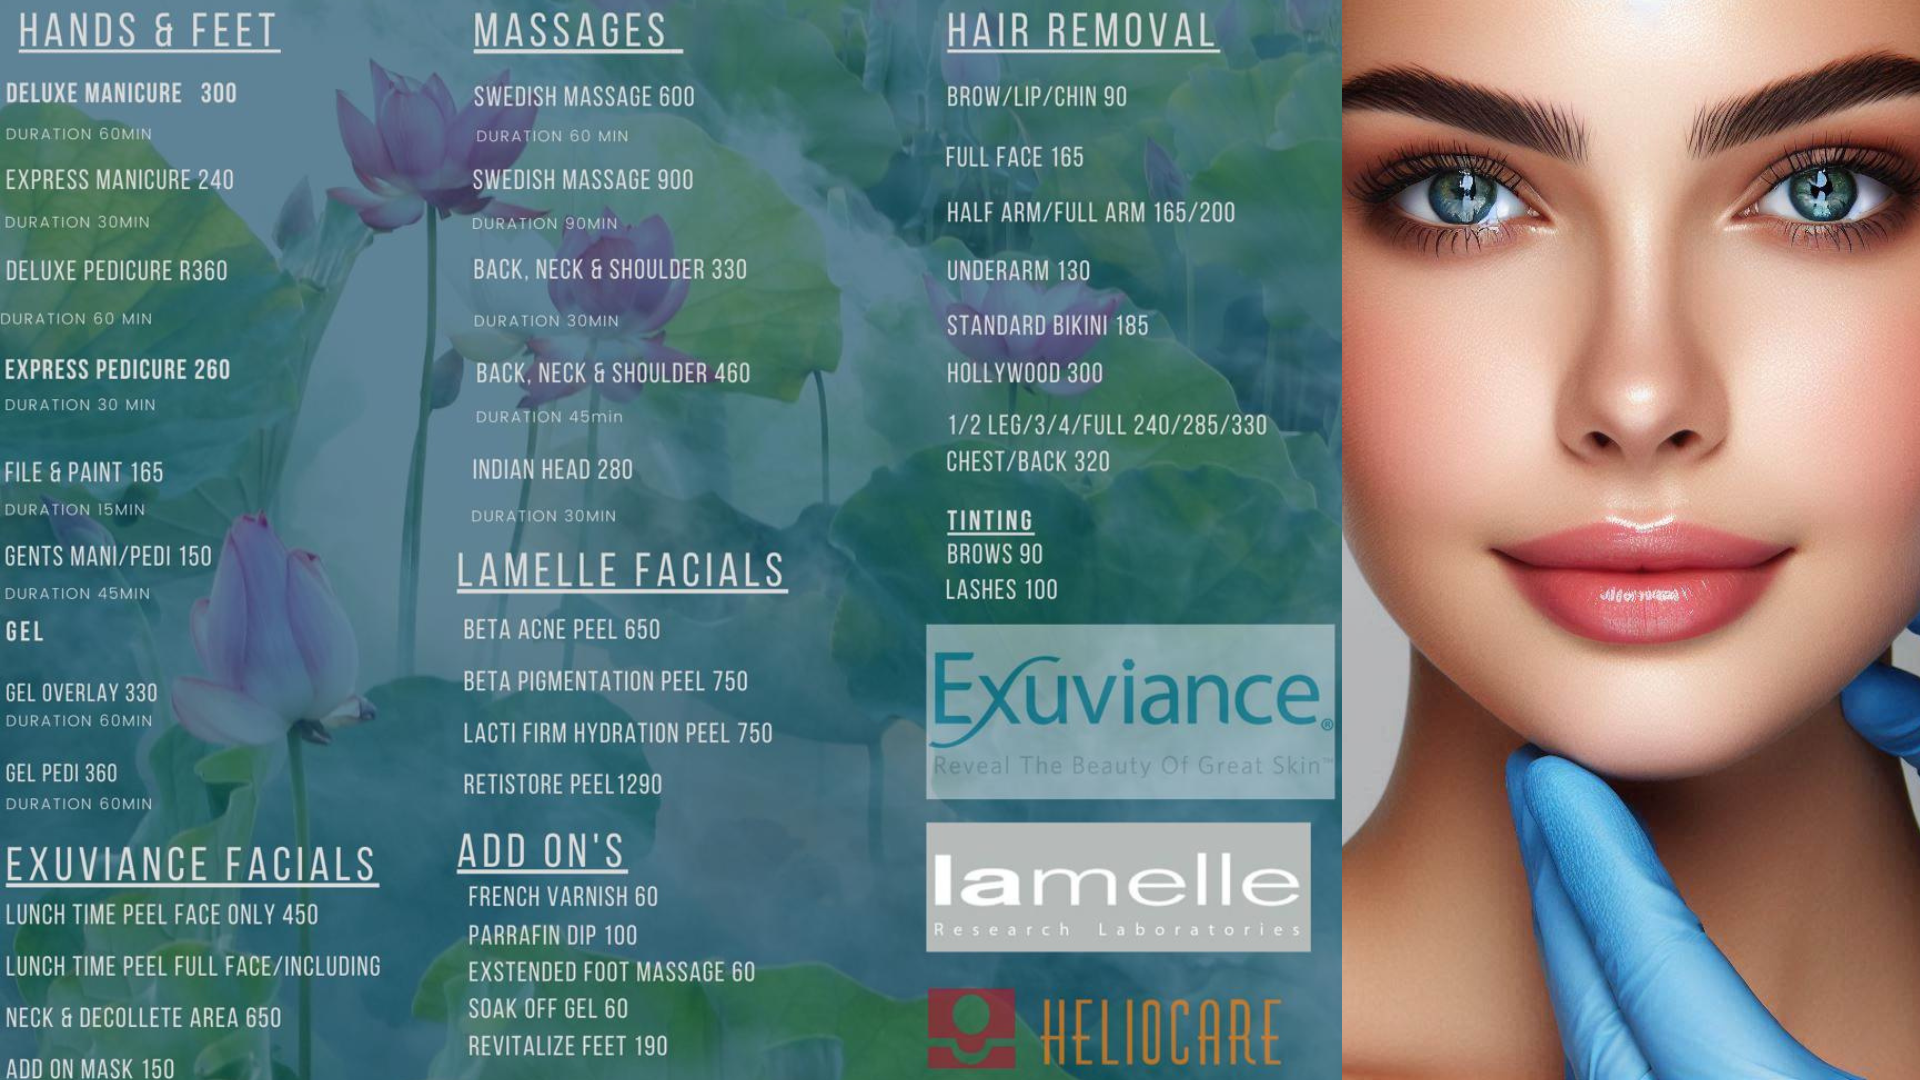 HANDS & FEET
DELUXE MANICURE 300
DURATION 60MIN
EXPRESS MANICURE 240
DURATION 30MIN
DELUXE PEDICURE R360
DURATION 60 MIN
EXPRESS PEDICURE 260
DURATION 30 MIN
FILE & PAINT 165
DURATION 15MIN
GENTS MANI/PEDI 150
DURATION 45MIN
GEL
GEL OVERLAY 330
DURATION 60MIN
GEL PEDI 360
DURATION 60MIN
EXUVIANCE FACIALS
LUNCH TIME PEEL FACE ONLY 450
LUNCH TIME PEEL FULL FACE/INCLUDING
NECK & DECOLLETE AREA 650
ADD ON MASK 150
MASSAGES
SWEDISH MASSAGE 600
DURATION 60 MIN
SWEDISH MASSAGE 900
DURATION 90MIN
BACK, NECK & SHOULDER 330
DURATION 30MIN
BACK, NECK & SHOULDER 460
DURATION 45min
INDIAN HEAD 280
DURATION 30MIN
LAMELLE FACIALS
BETA ACNE PEEL 650
BETA PIGMENTATION PEEL 750
LACTI FIRM HYDRATION PEEL 750
RETISTORE PEEL1290
ADD ON'S
FRENCH VARNISH 60
PARRAFIN DIP 100
EXSTENDED FOOT MASSAGE 60
SOAK OFF GEL 60
REVITALIZE FEET 190
HAIR REMOVAL
BROW/LIP/CHIN 90
FULL FACE 165
HALF ARM/FULL ARM 165/200
UNDERARM 130
STANDARD BIKINI 185
HOLLYWOOD 300
1/2 LEG/3/4/FULL 240/285/330
CHEST/BACK 320
TINTING
BROWS 90
LASHES 100
Exuviance®
Reveal The Beauty Of Great Skin™
lamelle
Research Laboratories
HELIOCARE